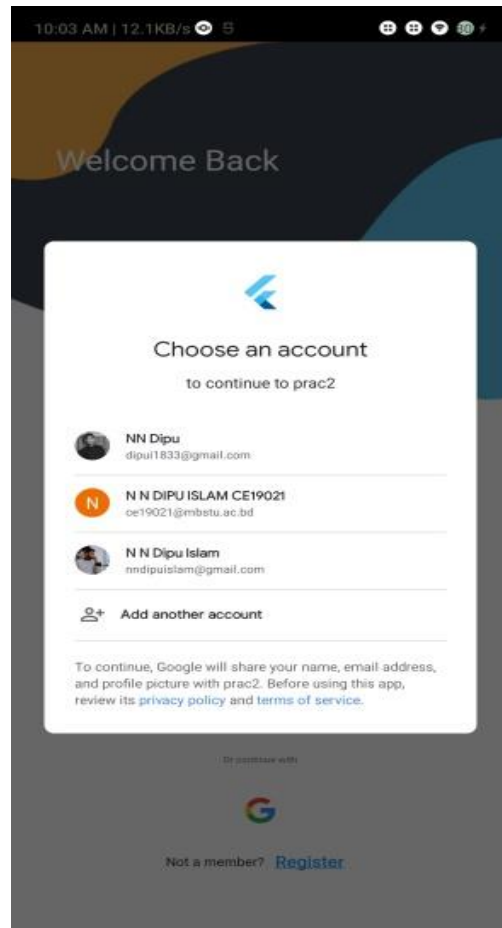 10:03 AM | 12.1KB/s
80
Welcome Back
Choose an account
to continue to prac2
NN Dipu
dipui1833@gmail.com
N
N N DIPU ISLAM CE19021
ce19021@mbstu.ac.bd
N N Dipu Islam
nndipuislam@gmail.com
Add another account
To continue, Google will share your name, email address,
and profile picture with prac2. Before using this app,
review its privacy policy and terms of service.
Or continue with
G
Not a member? Register